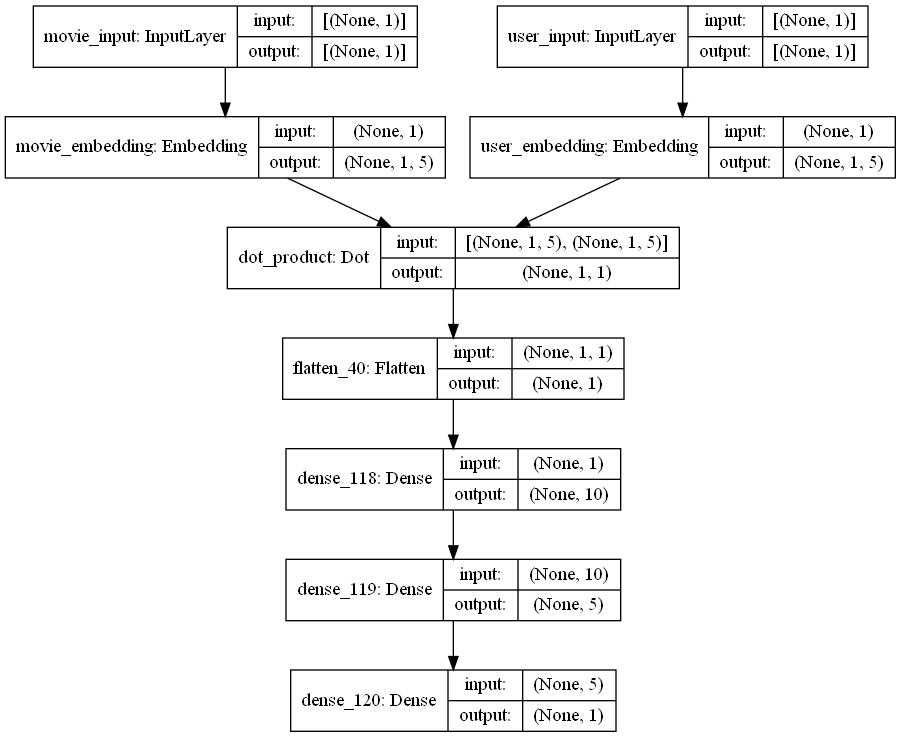 movie_input: InputLayer
input: [(None, 1)]
output: [(None, 1)]
user_input: InputLayer
input: [(None, 1)]
output: [(None, 1)]
movie_embedding: Embedding
input: (None, 1)
output: (None, 1, 5)
user_embedding: Embedding
input: (None, 1)
output: (None, 1, 5)
dot_product: Dot
input: [(None, 1, 5), (None, 1, 5)]
output: (None, 1, 1)
flatten_40: Flatten
input: (None, 1, 1)
output: (None, 1)
dense_118: Dense
input: (None, 1)
output: (None, 10)
dense_119: Dense
input: (None, 10)
output: (None, 5)
dense_120: Dense
input: (None, 5)
output: (None, 1)